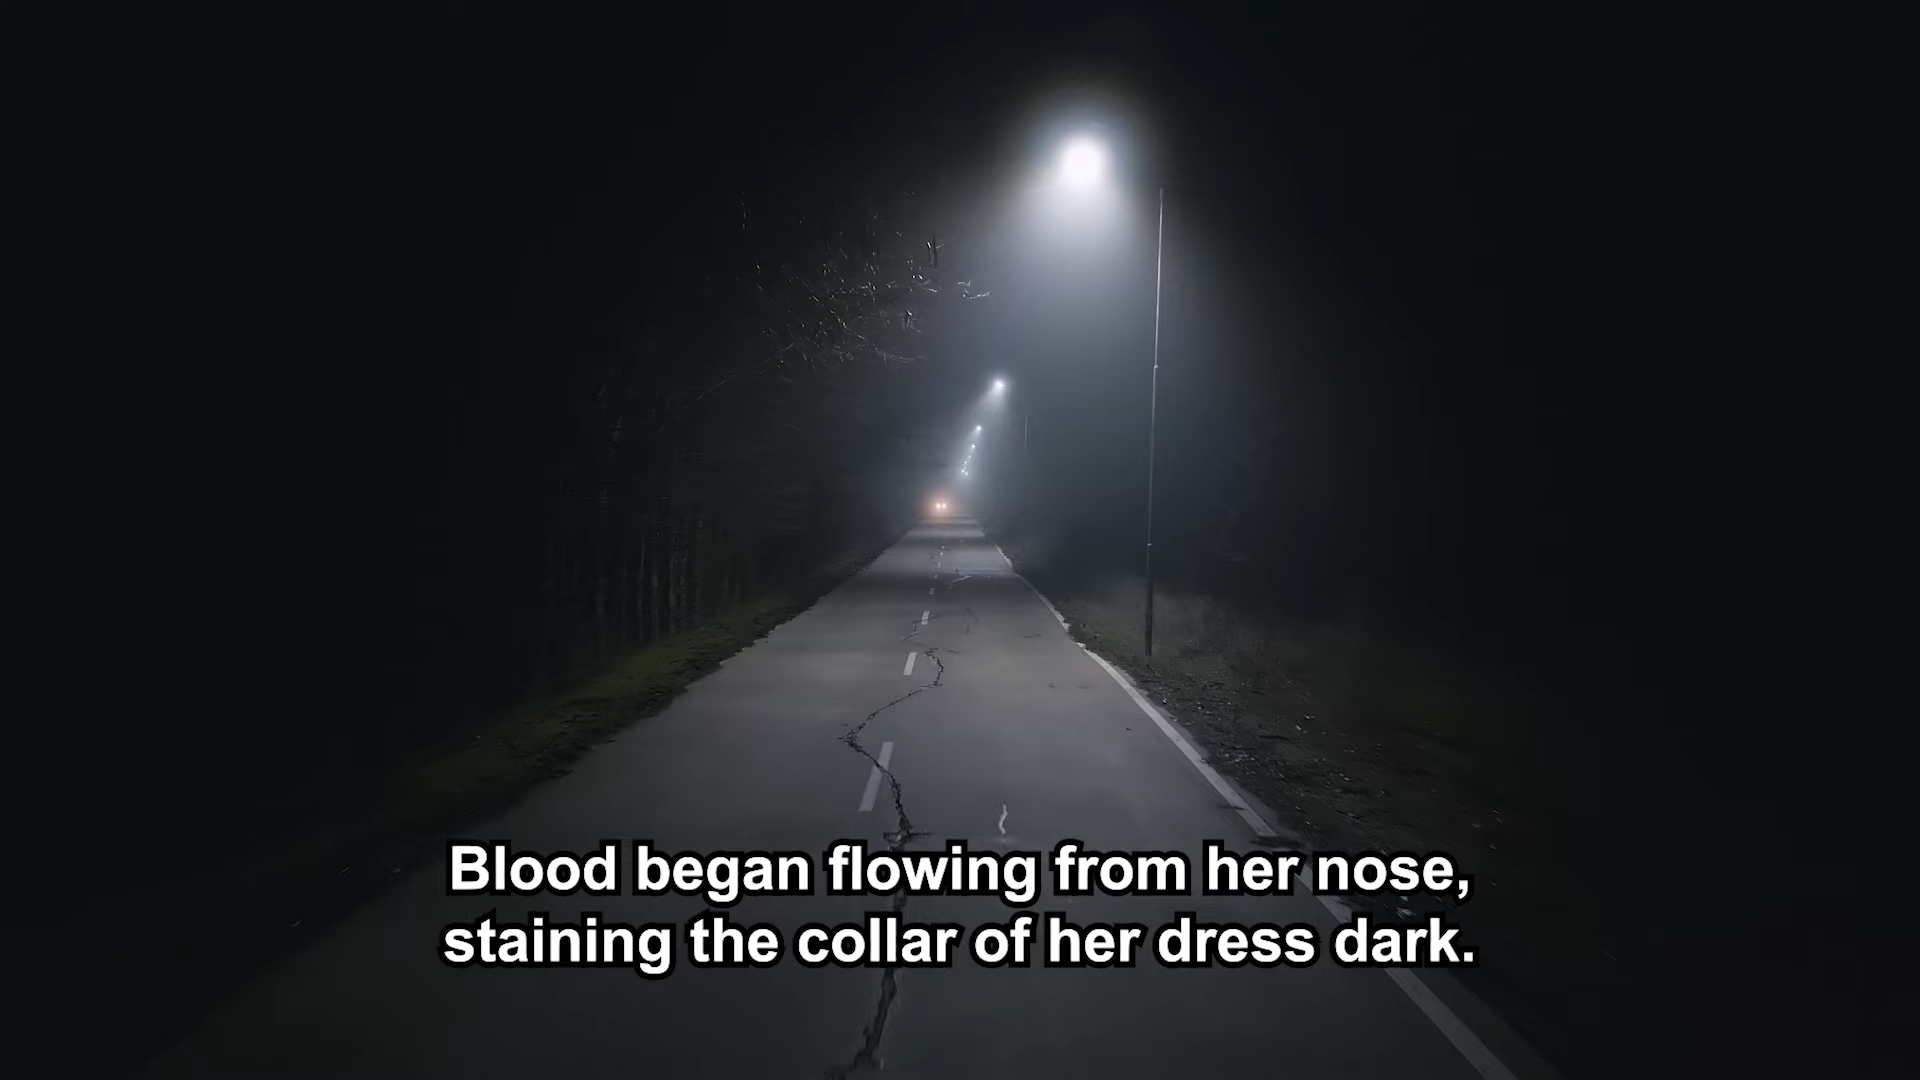 Blood began flowing from her nose,
staining the collar of her dress dark.